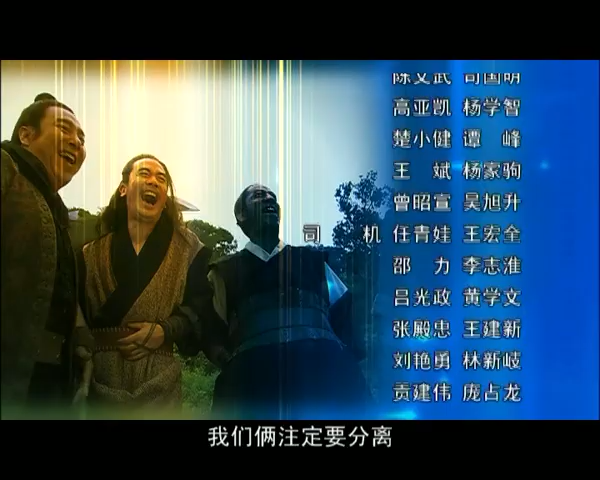 陈文武 司国明
高亚凯 杨学智
楚小健 谭 峰
王 斌 杨家驹
曾昭宣 吴旭升
司 机 任青娃 王宏全
邵 力 李志淮
吕光政 黄学文
张殿忠 王建新
刘艳勇 林新岐
贡建伟 庞占龙
我们俩注定要分离